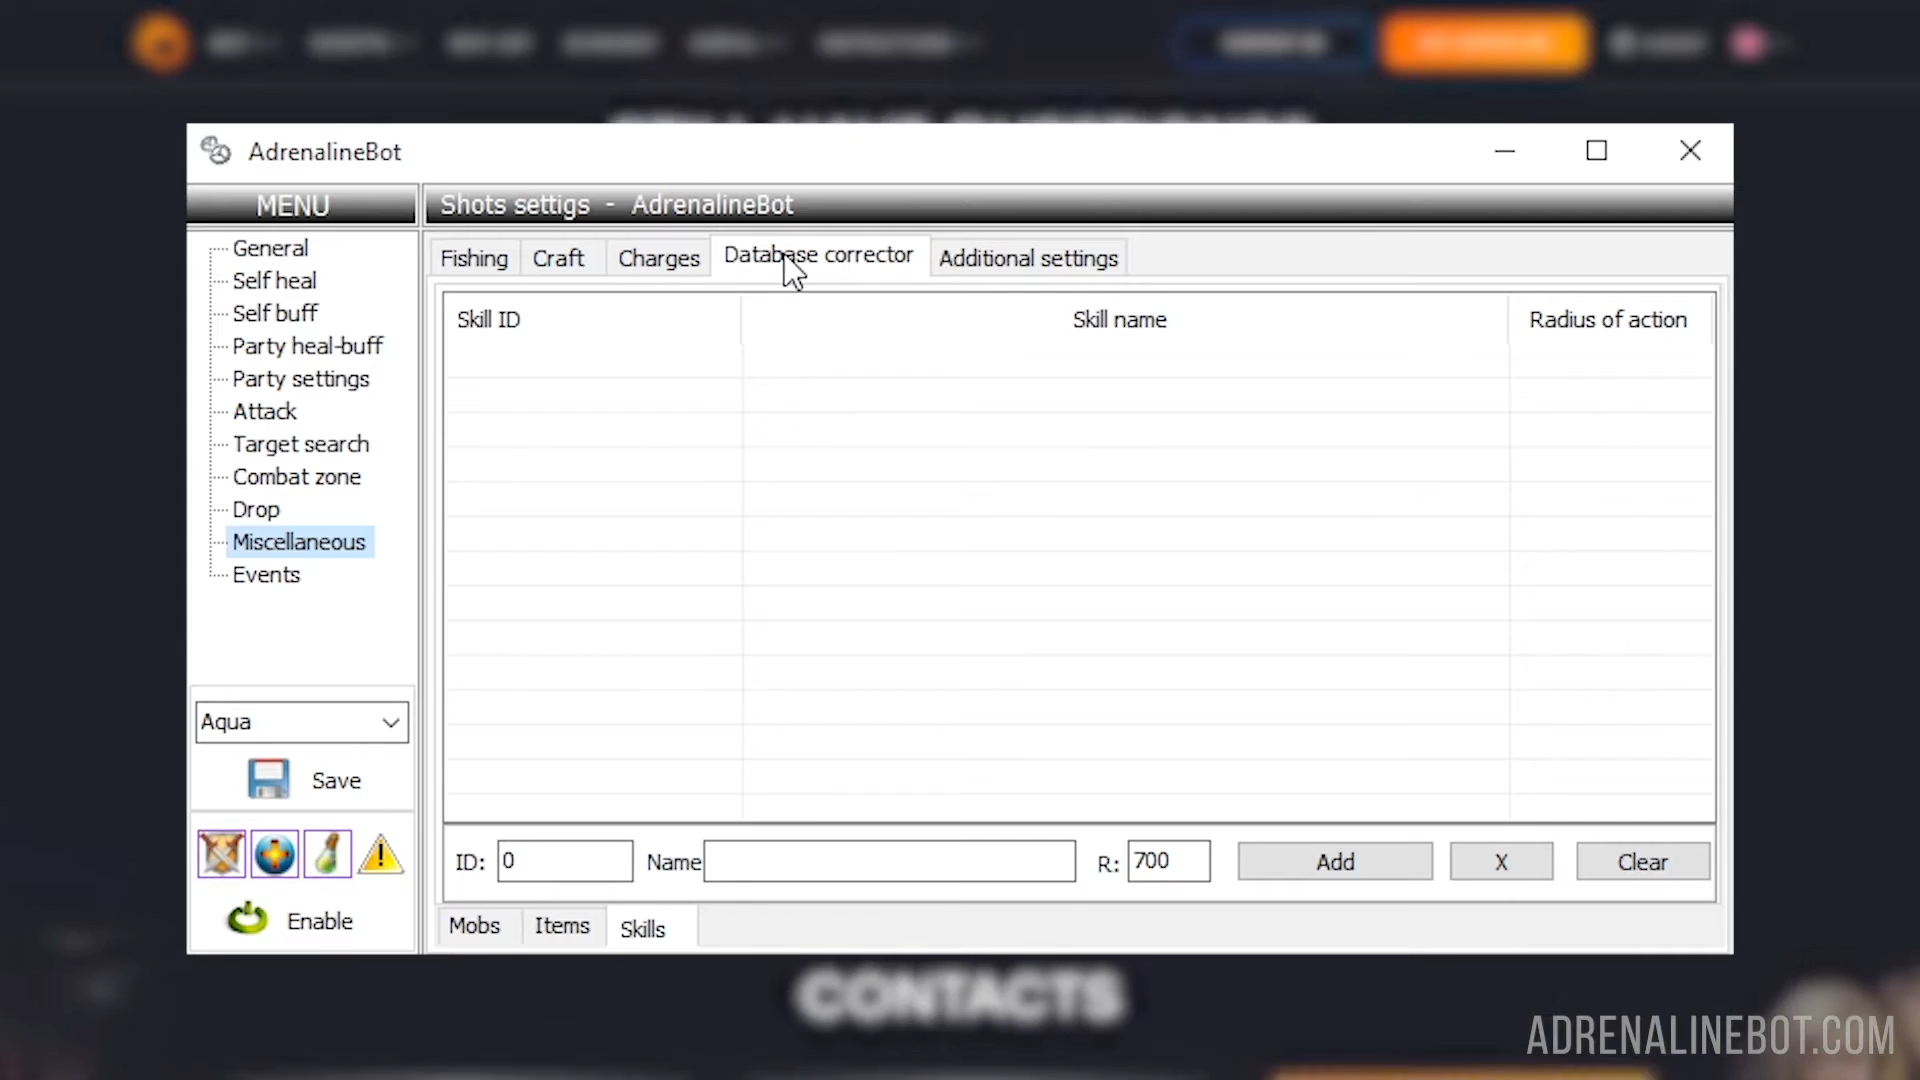 AdrenalineBot
MENU
Shots settigs - AdrenalineBot
General
Self heal
Self buff
Party heal-buff
Party settings
Attack
Target search
Combat zone
Drop
Miscellaneous
Events
Aqua
Save
Enable
Fishing Craft Charges Database corrector Additional settings
Skill ID Skill name Radius of action
ID: 0 Name R: 700 Add X Clear
Mobs Items Skills
CONTACTS
ADRENALINEBOT.COM